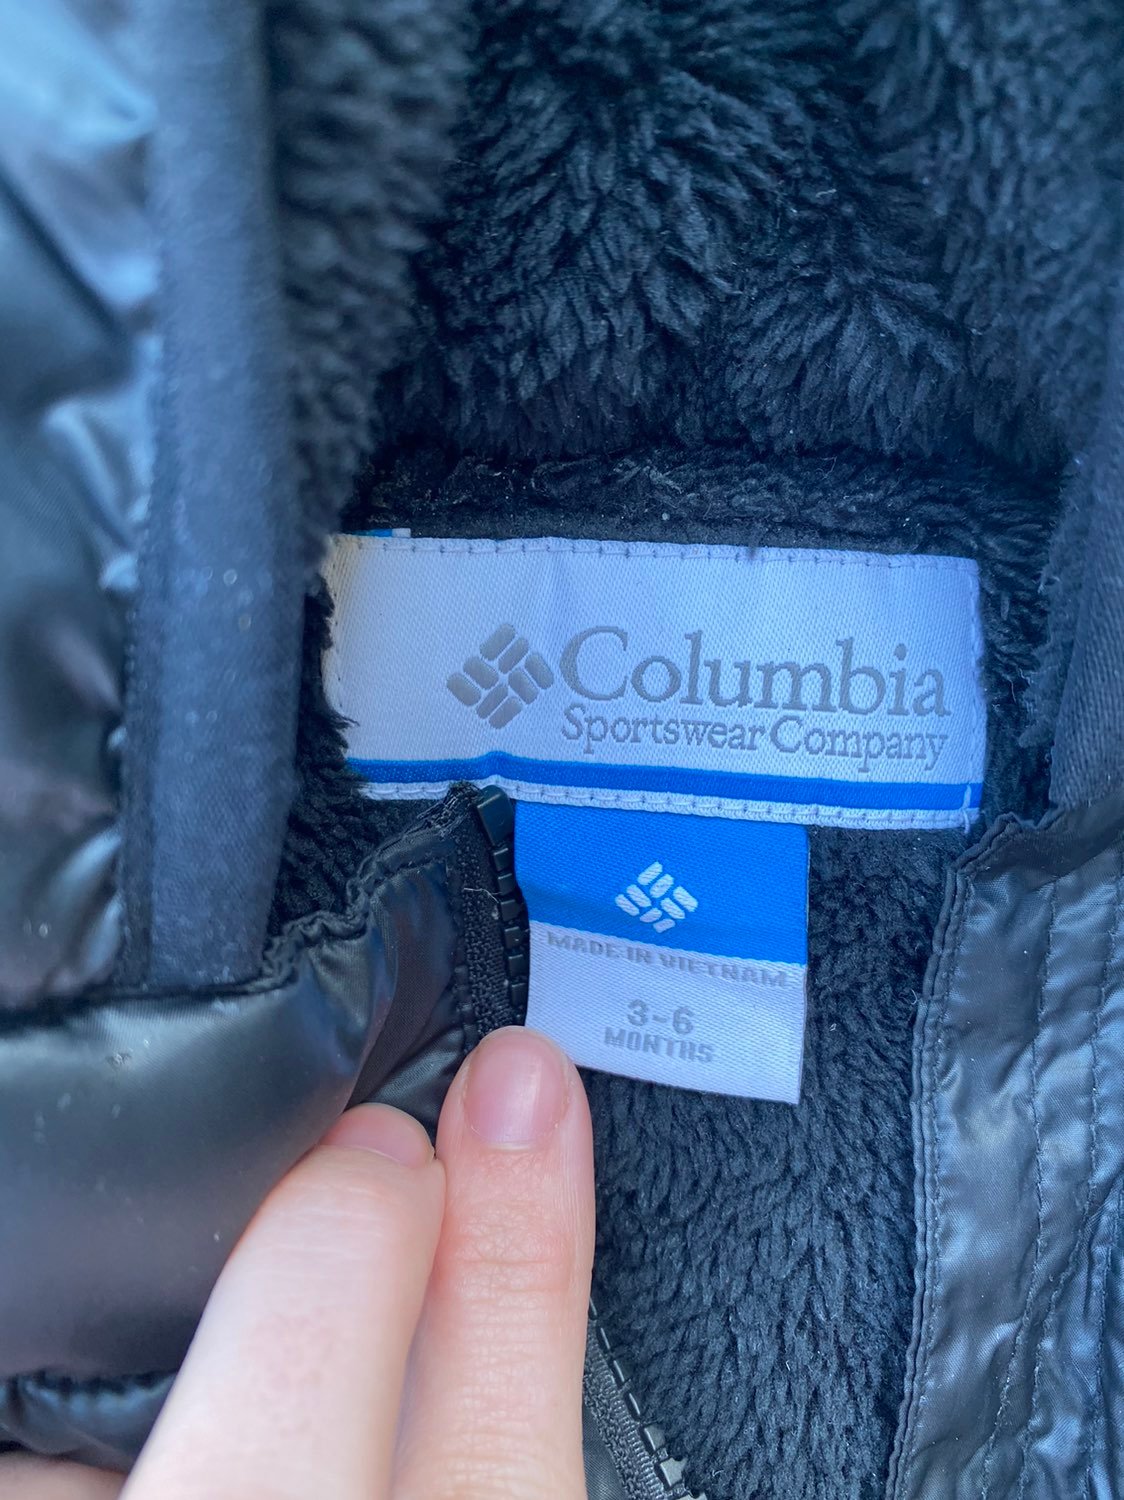 Columbia
Sportswear Company
MADE IN VIETNAM
3-6
MONTHS